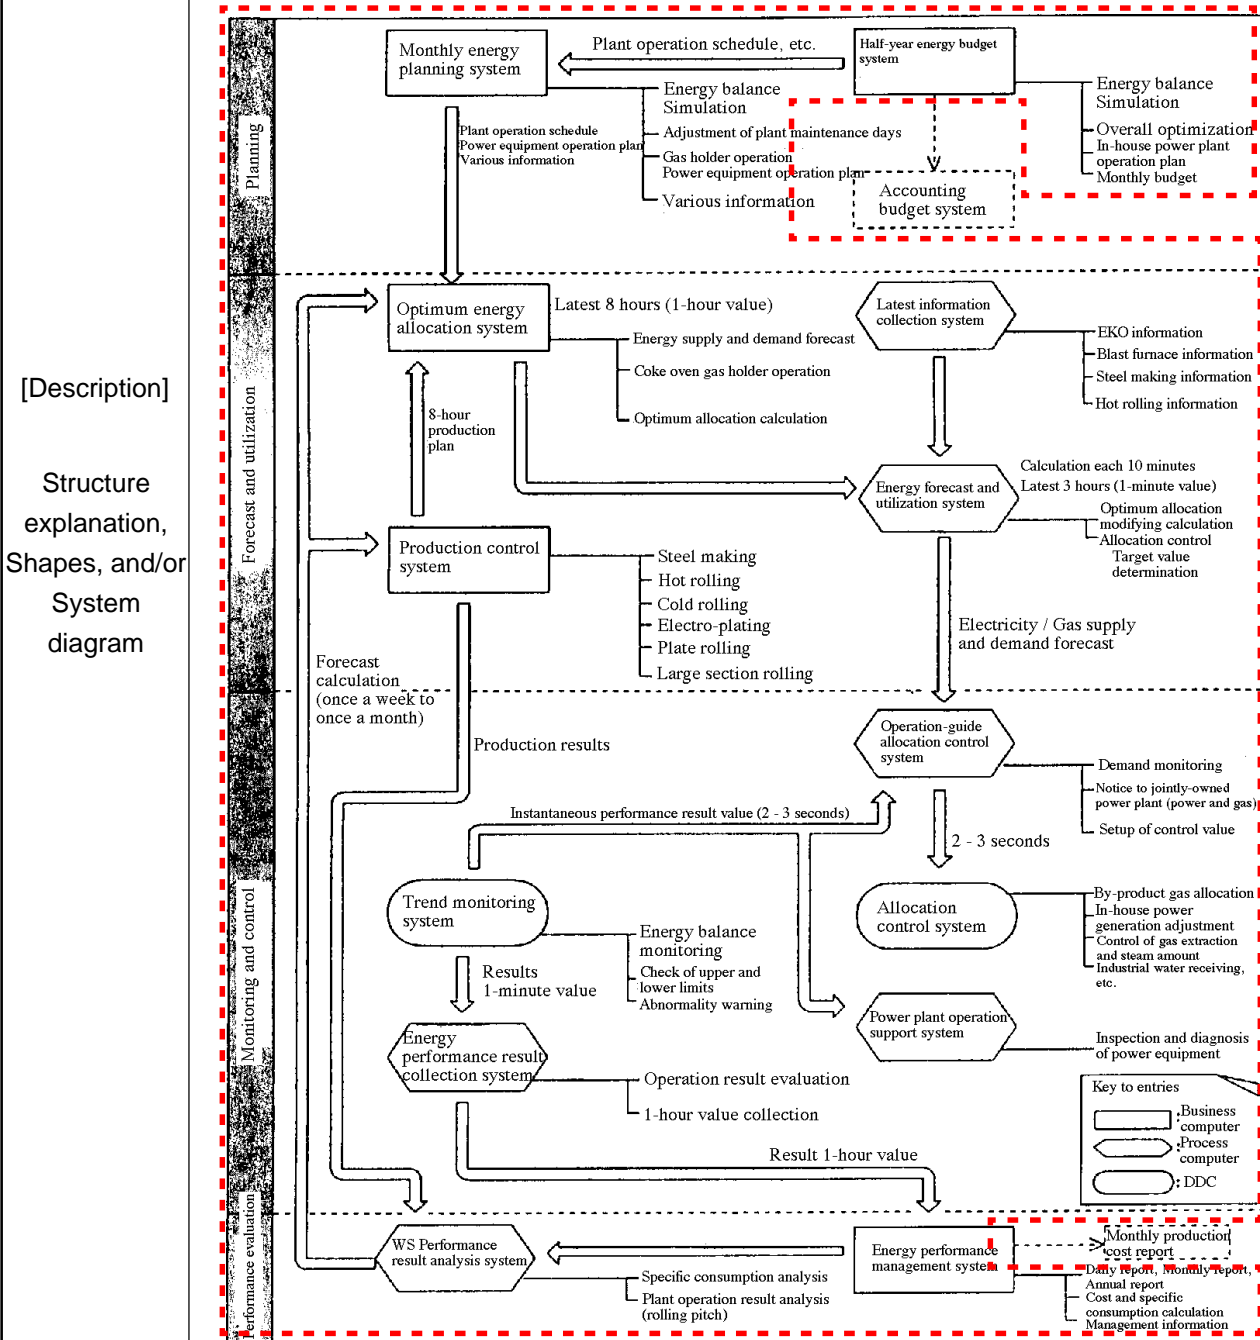 [Description]
Structure
explanation,
Shapes, and/or
System
diagram
Planning
Monthly energy
planning system
Plant operation schedule, etc.
Half-year energy budget
system
Energy balance
Simulation
Adjustment of plant maintenance days
Gas holder operation
Power equipment operation plan
Various information
Plant operation schedule
Power equipment operation plan
Various information
Energy balance
Simulation
Overall optimization
In-house power plant
operation plan
Monthly budget
Accounting
budget system
Forecast and utilization
Optimum energy
allocation system
Latest 8 hours (1-hour value)
Energy supply and demand forecast
Coke oven gas holder operation
Optimum allocation calculation
Latest information
collection system
EKO information
Blast furnace information
Steel making information
Hot rolling information
8-hour
production
plan
Energy forecast and
utilization system
Calculation each 10 minutes
Latest 3 hours (1-minute value)
Optimum allocation
modifying calculation
Allocation control
Target value
determination
Production control
system
Steel making
Hot rolling
Cold rolling
Electro-plating
Plate rolling
Large section rolling
Electricity / Gas supply
and demand forecast
Forecast
calculation
(once a week to
once a month)
Monitoring and control
Production results
Operation-guide
allocation control
system
Demand monitoring
Notice to jointly-owned
power plant (power and gas)
Setup of control value
Instantaneous performance result value (2 - 3 seconds)
2 - 3 seconds
Trend monitoring
system
Energy balance
monitoring
Check of upper and
lower limits
Abnormality warning
Allocation
control system
By-product gas allocation
In-house power
generation adjustment
Control of gas extraction
and steam amount
Industrial water receiving,
etc.
Results
1-minute value
Power plant operation
support system
Inspection and diagnosis
of power equipment
Energy
performance result
collection system
Operation result evaluation
1-hour value collection
Key to entries
:Business
computer
:Process
computer
: DDC
Result 1-hour value
Performance evaluation
WS Performance
result analysis system
Specific consumption analysis
Plant operation result analysis
(rolling pitch)
Energy performance
management system
Monthly production
cost report
Daily report, Monthly report,
Annual report
Cost and specific
consumption calculation
Management information